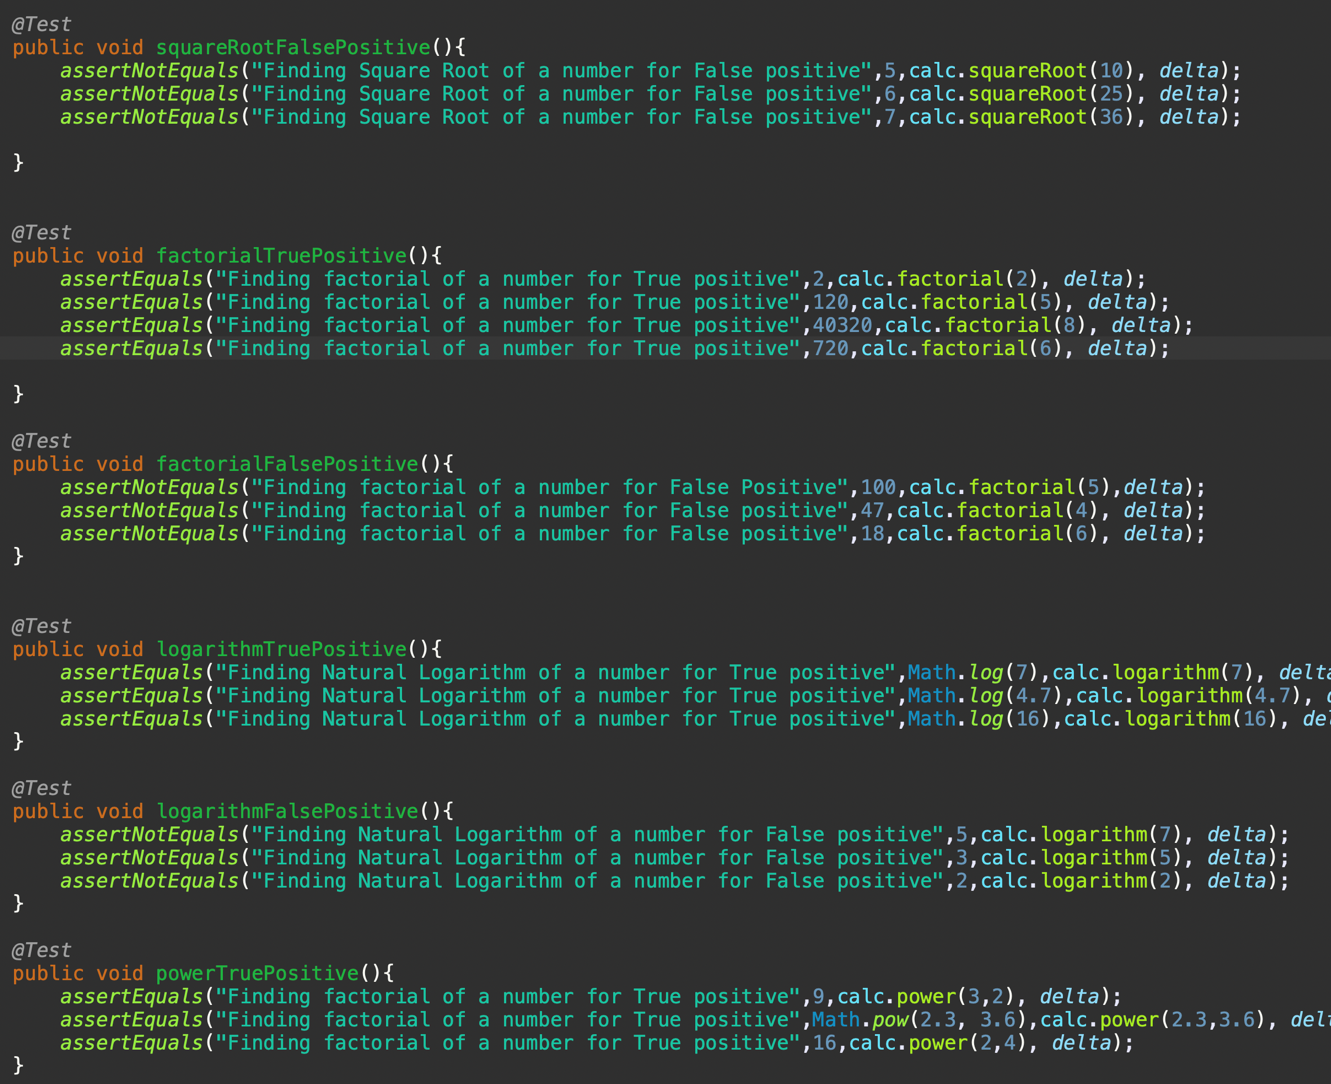 @Test
public void squareRootFalsePositive(){
    assertNotEquals("Finding Square Root of a number for False positive",5,calc.squareRoot(10), delta);
    assertNotEquals("Finding Square Root of a number for False positive",6,calc.squareRoot(25), delta);
    assertNotEquals("Finding Square Root of a number for False positive",7,calc.squareRoot(36), delta);
}
@Test
public void factorialTruePositive(){
    assertEquals("Finding factorial of a number for True positive",2,calc.factorial(2), delta);
    assertEquals("Finding factorial of a number for True positive",120,calc.factorial(5), delta);
    assertEquals("Finding factorial of a number for True positive",40320,calc.factorial(8), delta);
    assertEquals("Finding factorial of a number for True positive",720,calc.factorial(6), delta);
}
@Test
public void factorialFalsePositive(){
    assertNotEquals("Finding factorial of a number for False Positive",100,calc.factorial(5),delta);
    assertNotEquals("Finding factorial of a number for False positive",47,calc.factorial(4), delta);
    assertNotEquals("Finding factorial of a number for False positive",18,calc.factorial(6), delta);
}
@Test
public void logarithmTruePositive(){
    assertEquals("Finding Natural Logarithm of a number for True positive",Math.log(7),calc.logarithm(7), delta
    assertEquals("Finding Natural Logarithm of a number for True positive",Math.log(4.7),calc.logarithm(4.7),
    assertEquals("Finding Natural Logarithm of a number for True positive",Math.log(16),calc.logarithm(16), del
}
@Test
public void logarithmFalsePositive(){
    assertNotEquals("Finding Natural Logarithm of a number for False positive",5,calc.logarithm(7), delta);
    assertNotEquals("Finding Natural Logarithm of a number for False positive",3,calc.logarithm(5), delta);
    assertNotEquals("Finding Natural Logarithm of a number for False positive",2,calc.logarithm(2), delta);
}
@Test
public void powerTruePositive(){
    assertEquals("Finding factorial of a number for True positive",9,calc.power(3,2), delta);
    assertEquals("Finding factorial of a number for True positive",Math.pow(2.3, 3.6),calc.power(2.3,3.6), delt
    assertEquals("Finding factorial of a number for True positive",16,calc.power(2,4), delta);
}